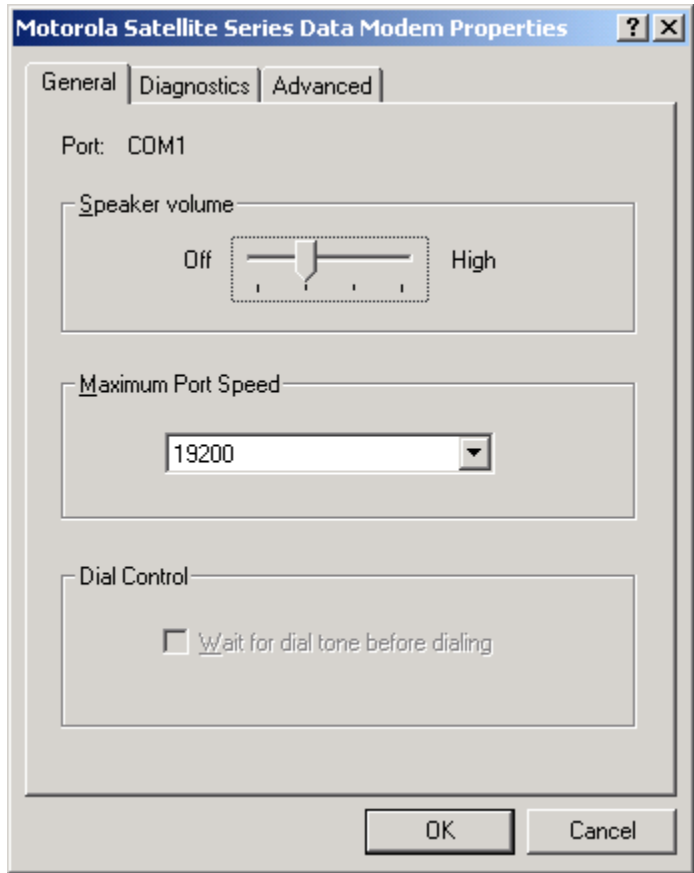 Motorola Satellite Series Data Modem Properties
General Diagnostics Advanced
Port: COM1
Speaker volume
Off High
Maximum Port Speed
19200
Dial Control
Wait for dial tone before dialing
OK Cancel